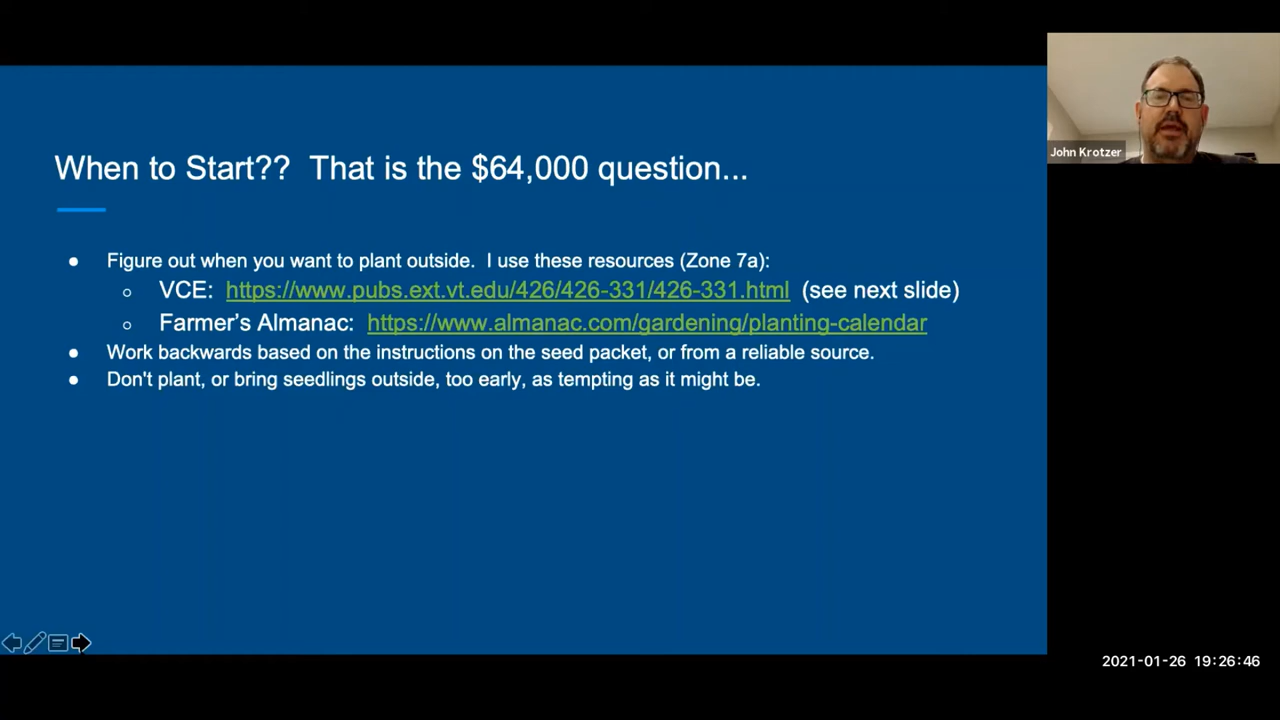 When to Start??  That is the $64,000 question...
● Figure out when you want to plant outside.  I use these resources (Zone 7a):
○ VCE:  https://www.pubs.ext.vt.edu/426/426-331/426-331.html  (see next slide)
○ Farmer's Almanac:  https://www.almanac.com/gardening/planting-calendar
● Work backwards based on the instructions on the seed packet, or from a reliable source.
● Don't plant, or bring seedlings outside, too early, as tempting as it might be.
John Krotzer
2021-01-26 19:26:46